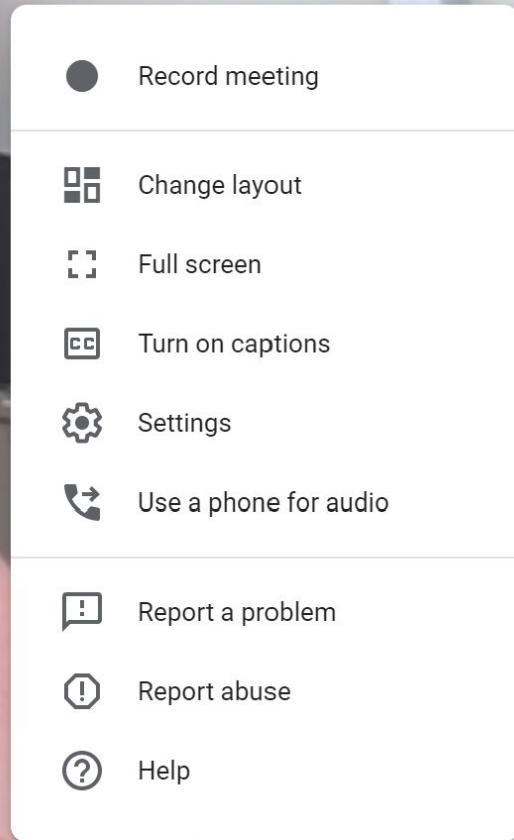 Record meeting
Change layout
Full screen
CC Turn on captions
Settings
Use a phone for audio
Report a problem
Report abuse
Help